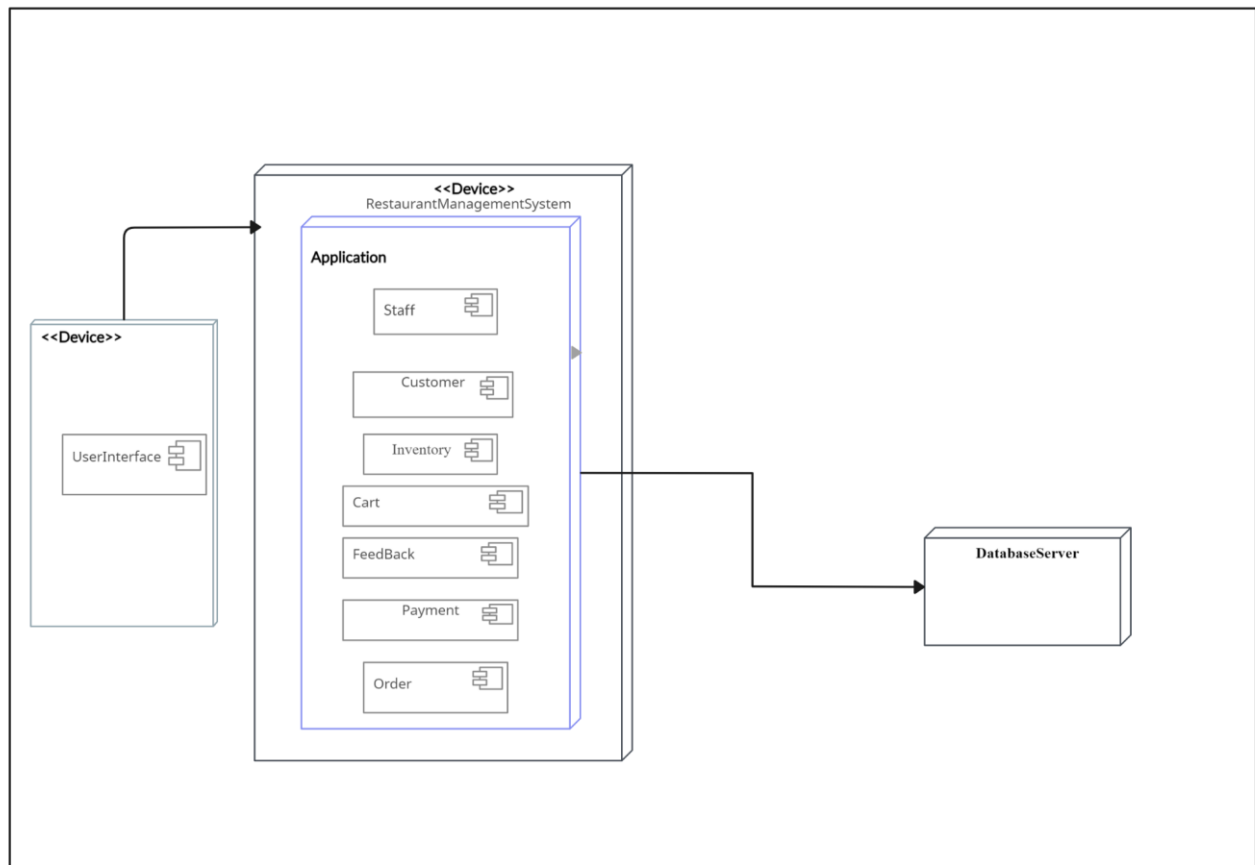 <<Device>>
RestaurantManagementSystem
Application
Staff
<<Device>>
Customer
UserInterface
Inventory
Cart
FeedBack
DatabaseServer
Payment
Order